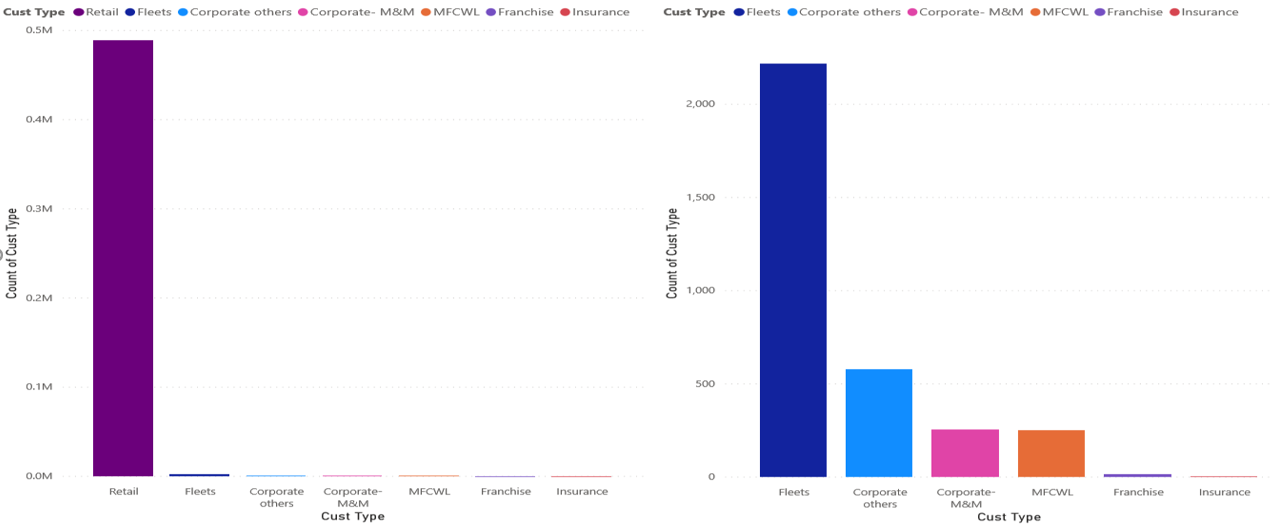 Cust Type Retail Fleets Corporate others Corporate- M&M MFCWL Franchise Insurance
0.5M
0.4M
0.3M
0.2M
0.1M
0.0M
Count of Cust Type
Retail
Fleets
Corporate
others
Corporate-
M&M
MFCWL
Franchise
Insurance
Cust Type
Cust Type Fleets Corporate others Corporate- M&M MFCWL Franchise Insurance
2,000
1,500
1,000
500
0
Count of Cust Type
Fleets
Corporate
others
Corporate-
M&M
MFCWL
Franchise
Insurance
Cust Type